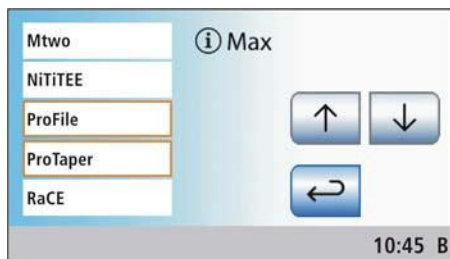 Mtwo
NiTiTEE
ProFile
ProTaper
RaCE
i Max
10:45 B